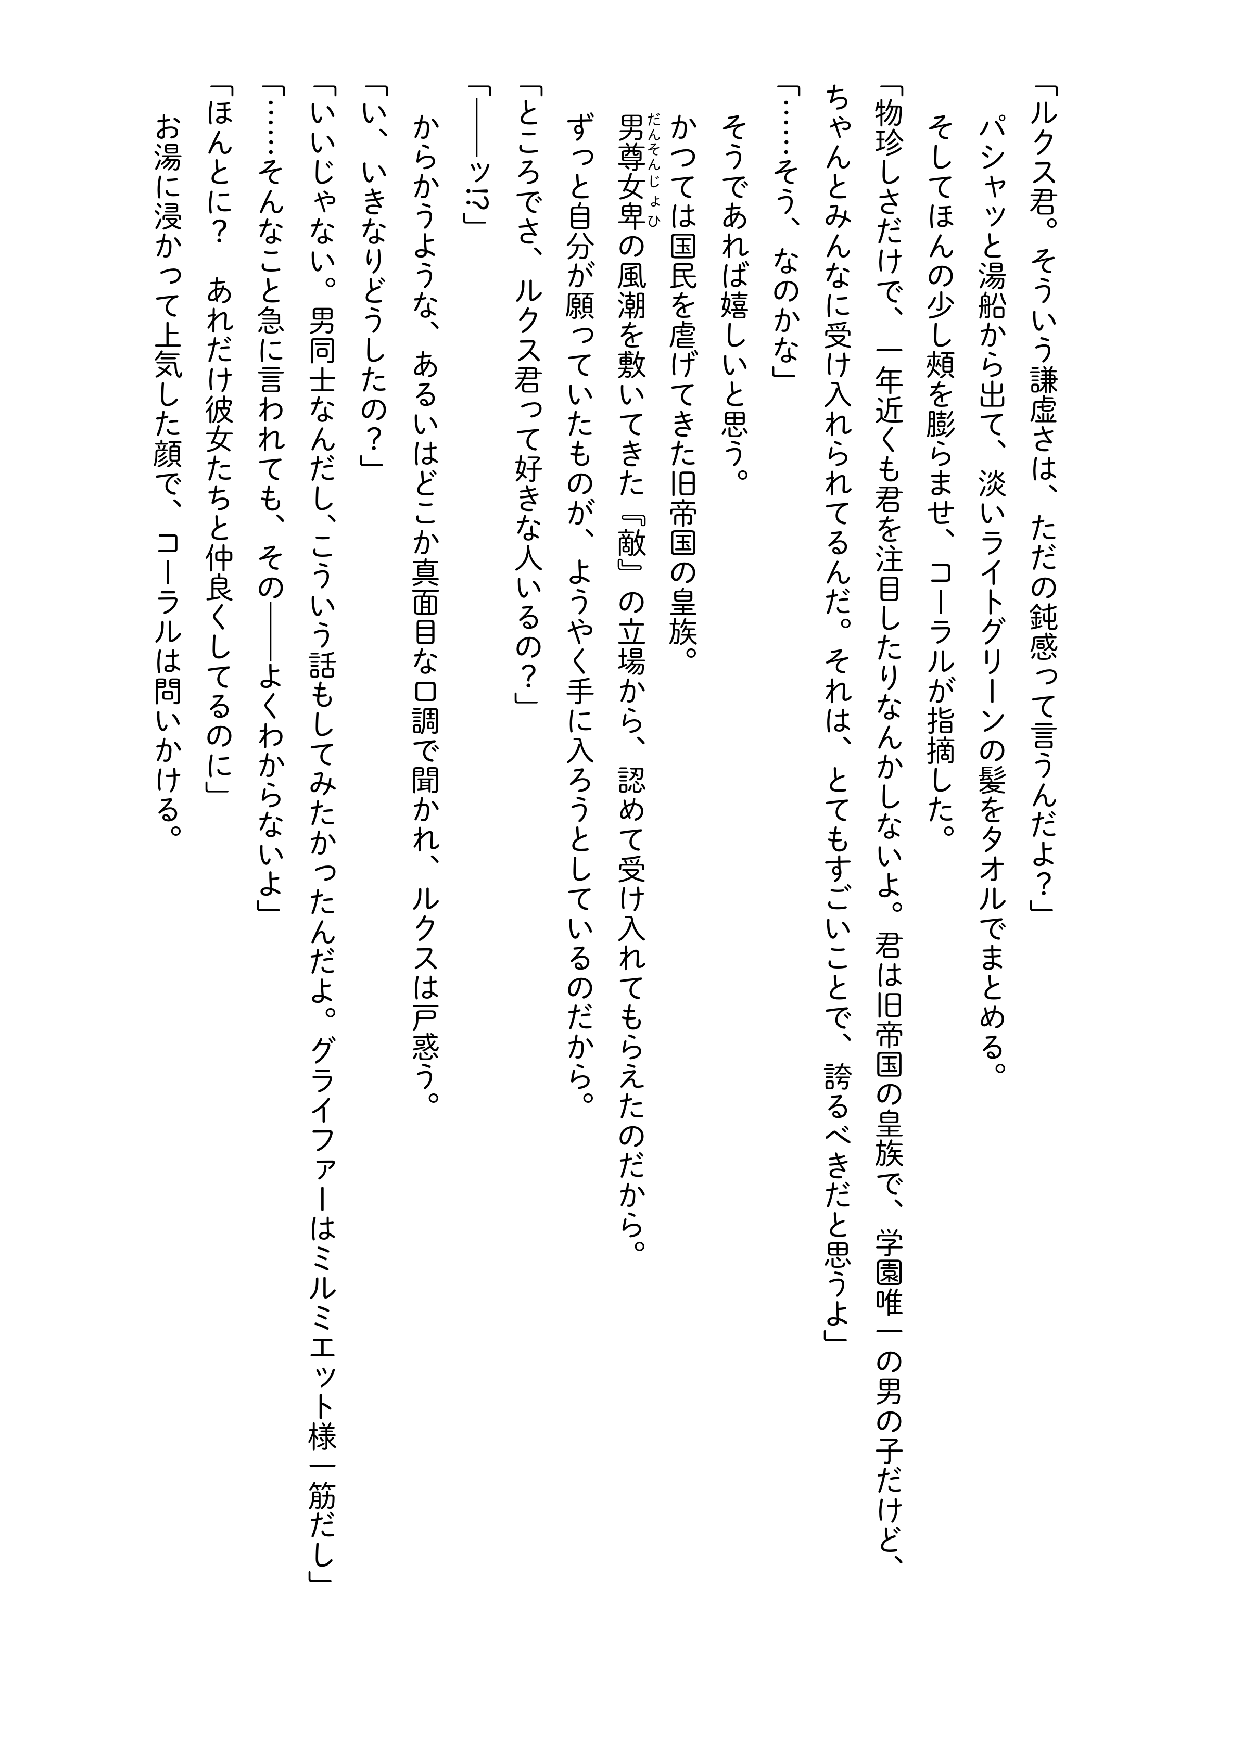 「ルクス君。そういう謙虚さは、ただの鈍感って言うんだよ？」
パシャッと湯船から出て、淡いライトグリーンの髪をタオルでまとめる。
そしてほんの少し頬を膨らませ、コーラルが指摘した。
「物珍しさだけで、一年近くも君を注目したりなんかしないよ。君は旧帝国の皇族で、学園唯一の男の子だけど、
ちゃんとみんなに受け入れられてるんだ。それは、とてもすごいことで、誇るべきだと思うよ」
「……そう、なのかな」
そうであれば嬉しいと思う。
かつては国民を虐げてきた旧帝国の皇族。
男尊女卑の風潮を敷いてきた『敵』の立場から、認めて受け入れてもらえたのだから。
だんそんじょひ
ずっと自分が願っていたものが、ようやく手に入ろうとしているのだから。
「ところでさ、ルクス君って好きな人いるの？」
「――ッ!?」
からかうような、あるいはどこか真面目な口調で聞かれ、ルクスは戸惑う。
「い、いきなりどうしたの？」
「いいじゃない。男同士なんだし、こういう話もしてみたかったんだよ。グライファーはミルミエット様一筋だし」
「……そんなこと急に言われても、その――よくわからないよ」
「ほんとに？　あれだけ彼女たちと仲良くしてるのに」
お湯に浸かって上気した顔で、コーラルは問いかける。